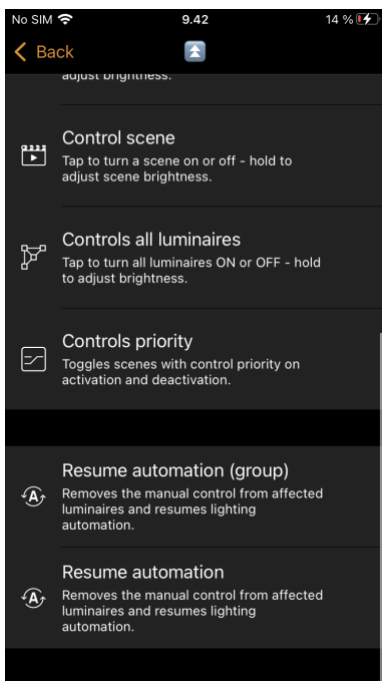 No SIM 9.42 14 %
Back
adjust brightness.
Control scene
Tap to turn a scene on or off - hold to
adjust scene brightness.
Controls all luminaires
Tap to turn all luminaires ON or OFF - hold
to adjust brightness.
Controls priority
Toggles scenes with control priority on
activation and deactivation.
Resume automation (group)
A
Removes the manual control from affected
luminaires and resumes lighting
automation.
Resume automation
A
Removes the manual control from affected
luminaires and resumes lighting
automation.